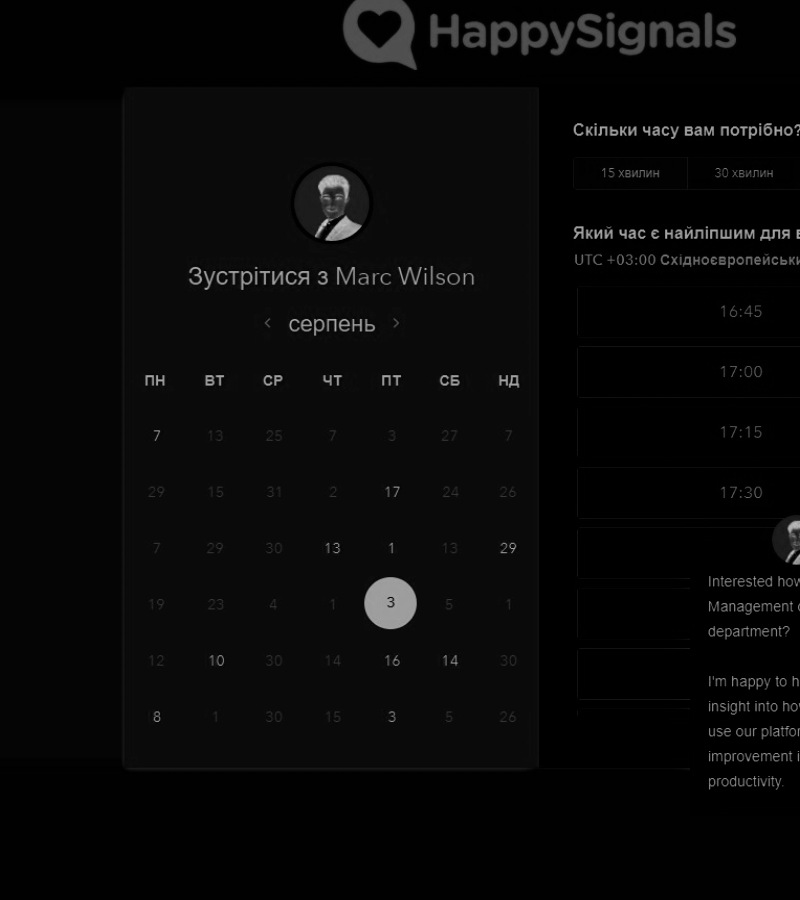 HappySignals
Зустрітися з Marc Wilson
серпень
ПН ВТ СР ЧТ ПТ СБ НД
7 13 25 7 3 27 7
29 15 31 2 17 24 26
7 29 30 13 1 13 29
19 23 4 1 3 5 1
12 10 30 14 16 14 30
8 1 30 15 3 5 26
Скільки часу вам потрібно?
15 хвилин 30 хвилин
Який час є найліпшим для
UTC +03:00 Східноєвропейськи
16:45
17:00
17:15
17:30
Interested how
Management
department?
I'm happy to h
insight into how
use our platfor
improvement i
productivity.